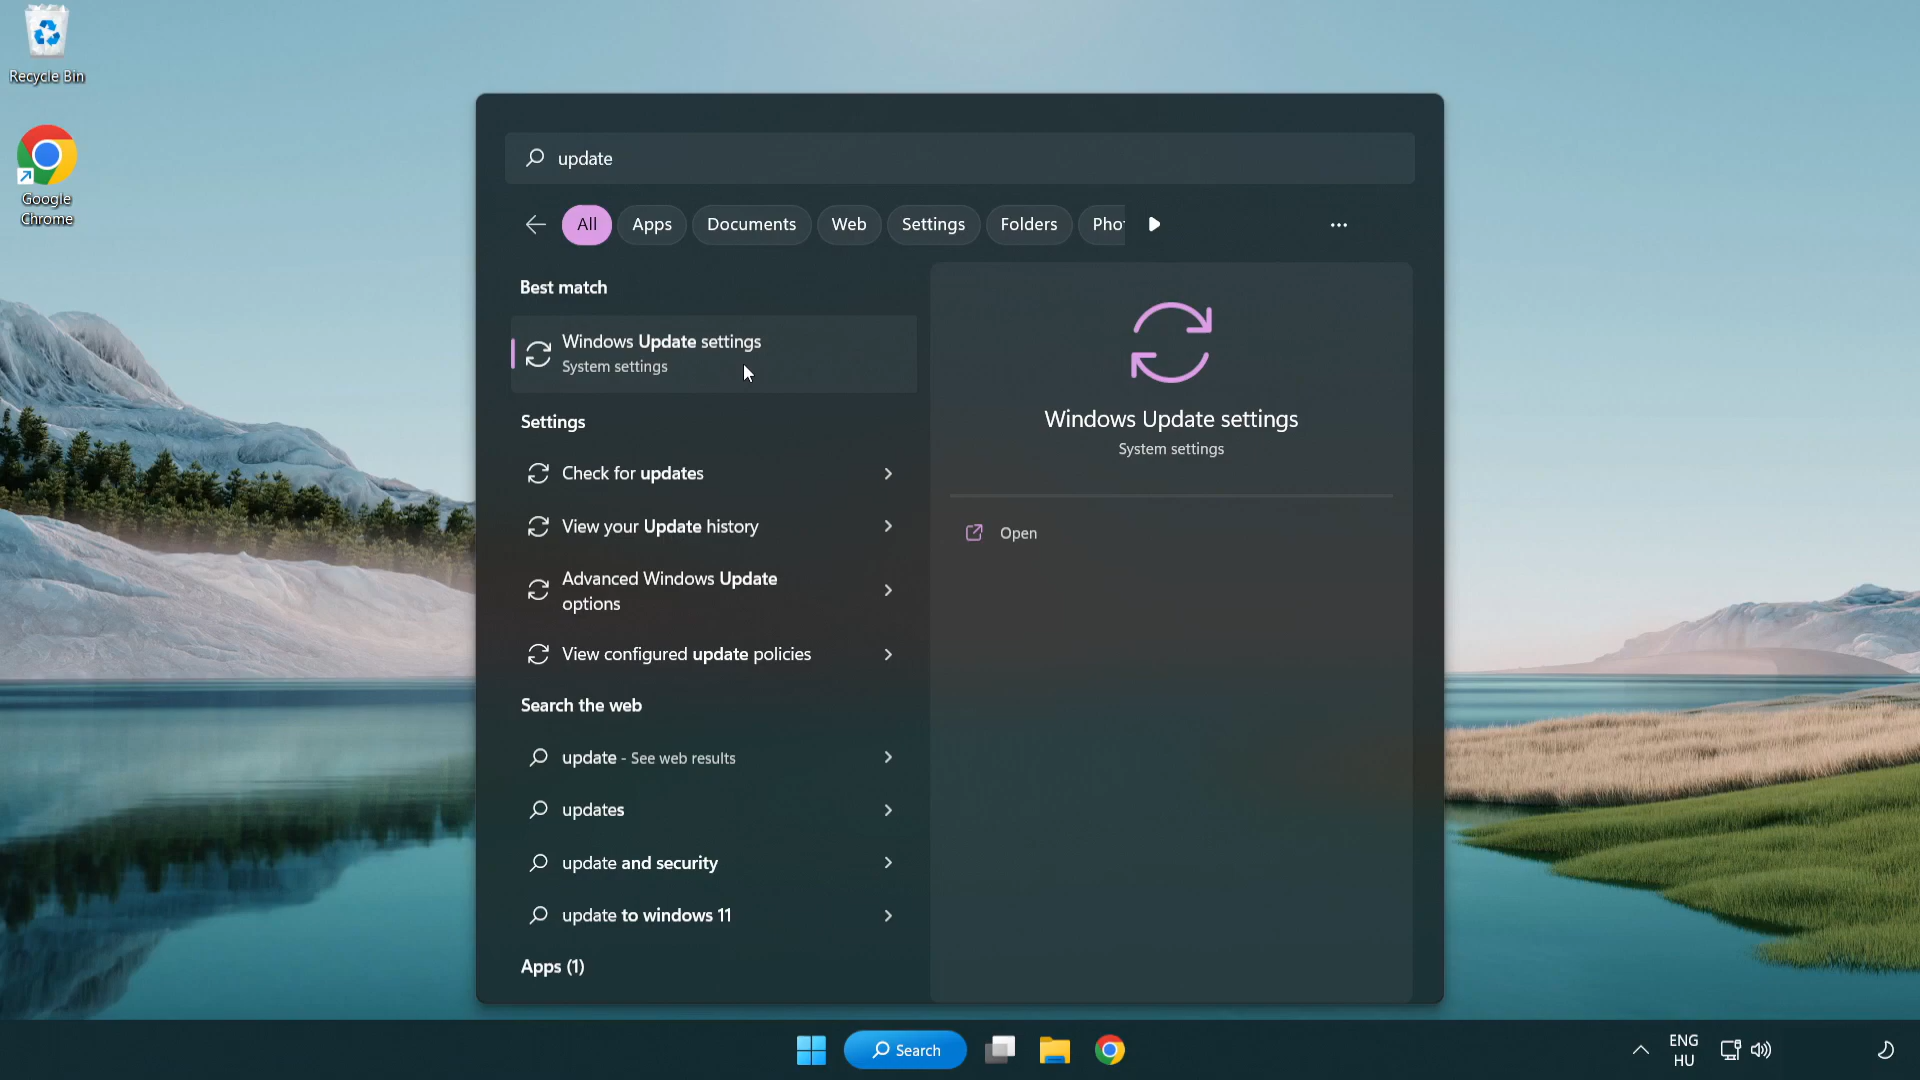 Recycle Bin
Google
Chrome
update
All
Apps
Documents
Web
Settings
Folders
Pho
Best match
Windows Update settings
System settings
Settings
Check for updates
View your Update history
Advanced Windows Update
options
View configured update policies
Search the web
update - See web results
updates
update and security
update to windows 11
Apps (1)
Windows Update settings
System settings
Open
Search
ENG
HU